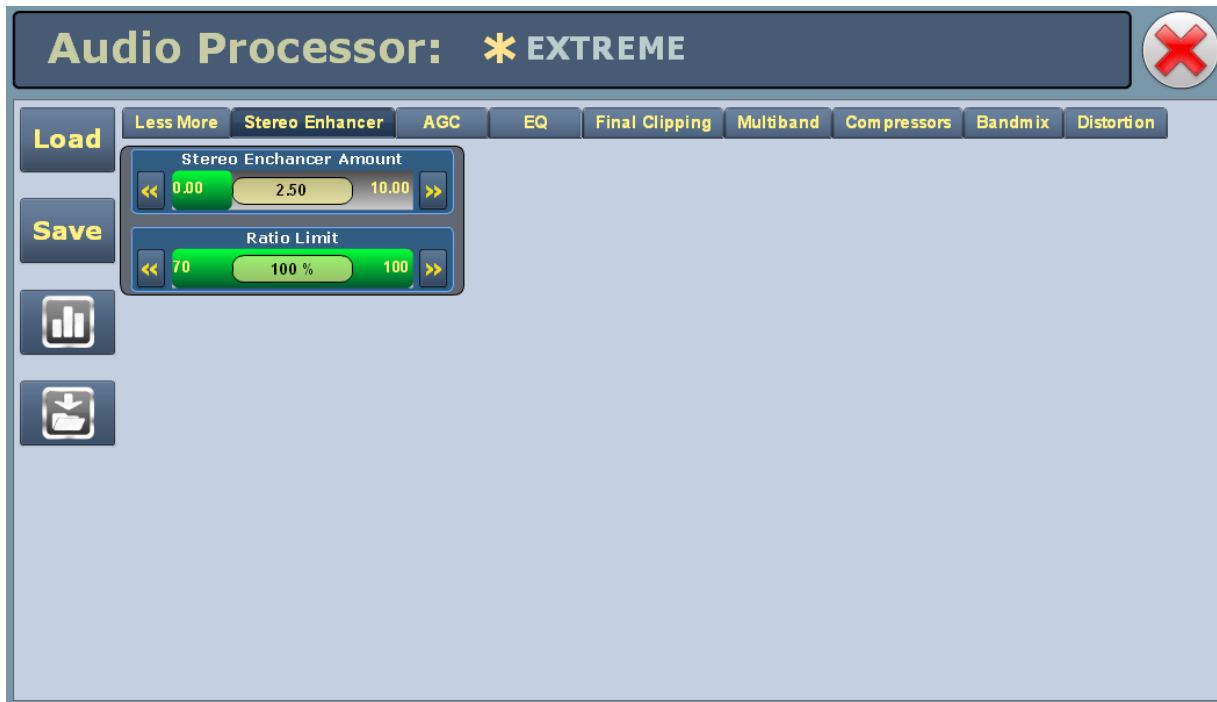 Audio Processor: * EXTREME
Load
Save
Less More Stereo Enhancer AGC EQ Final Clipping Multiband Compressors Bandmix Distortion
Stereo Enchancer Amount
<< 0.00 2.50 10.00 >>
Ratio Limit
<< 70 100 % 100 >>